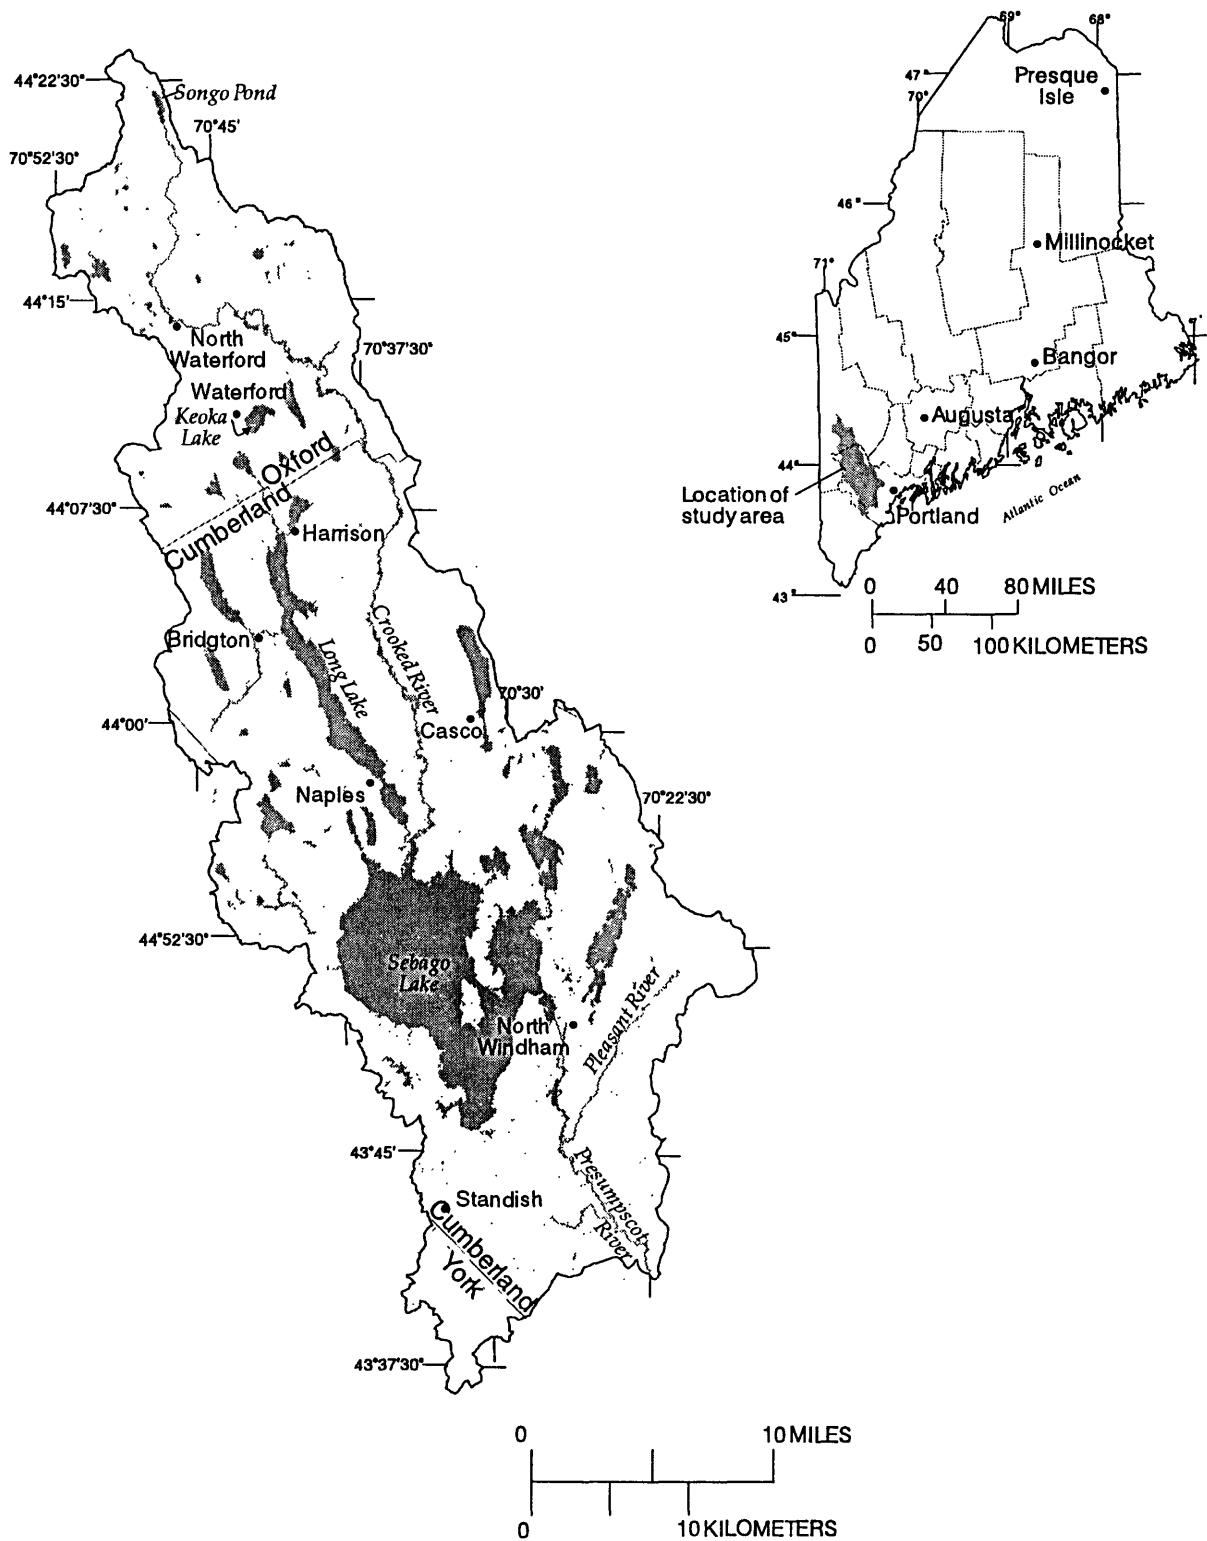 44°22'30"
Songo Pond
70°45'
70°52'30"
44°15'
North
Waterford
70°37'30"
Waterford
Keoka
Lake
Oxford
Cumberland
44°07'30"
Harrison
Crooked River
Bridgton
Long Lake
70°30'
44°00'
Casco
Naples
70°22'30"
44°52'30"
Sebago
Lake
North
Windham
Pleasant River
43°45'
Presumpscot
River
Standish
Cumberland
York
43°37'30"
0 10 MILES
0 10 KILOMETERS
69° 68°
47°
70°
Presque
Isle
46°
Millinocket
71°
45°
Bangor
Augusta
44°
Location of
study area
Portland
Atlantic Ocean
43°
0 40 80 MILES
0 50 100 KILOMETERS